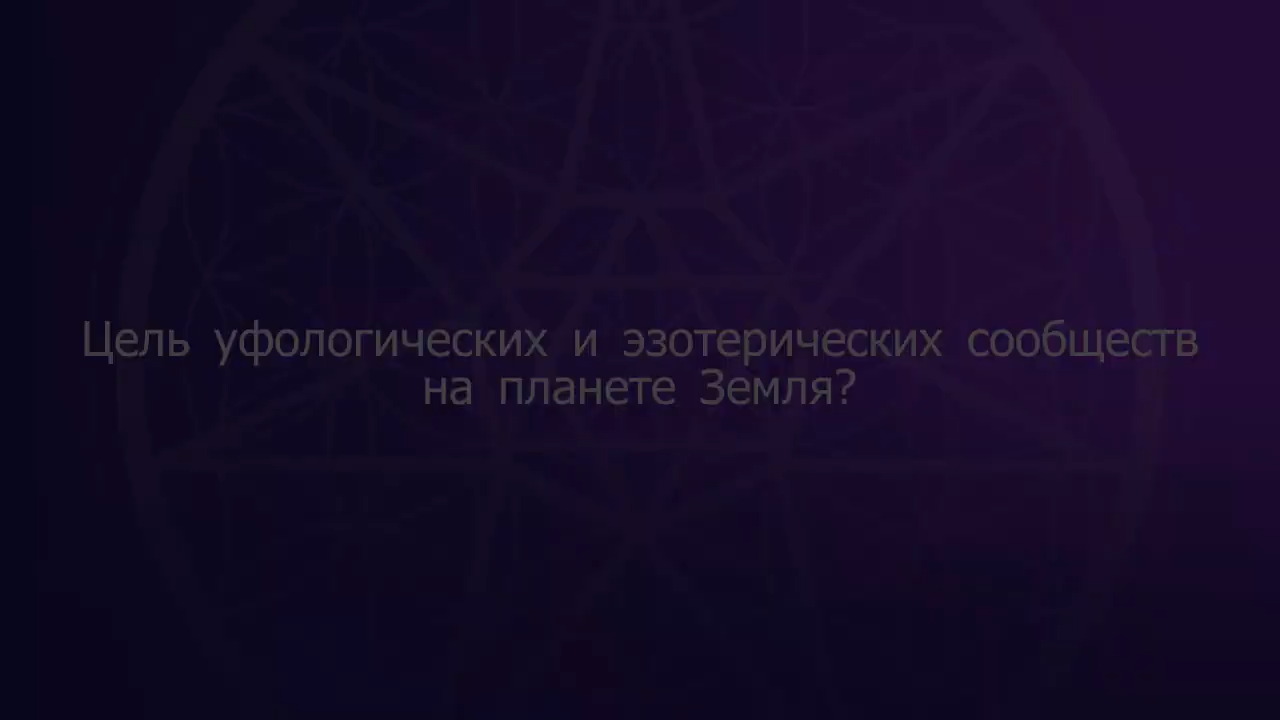 Цель уфологических и эзотерических сообществ
на планете Земля?